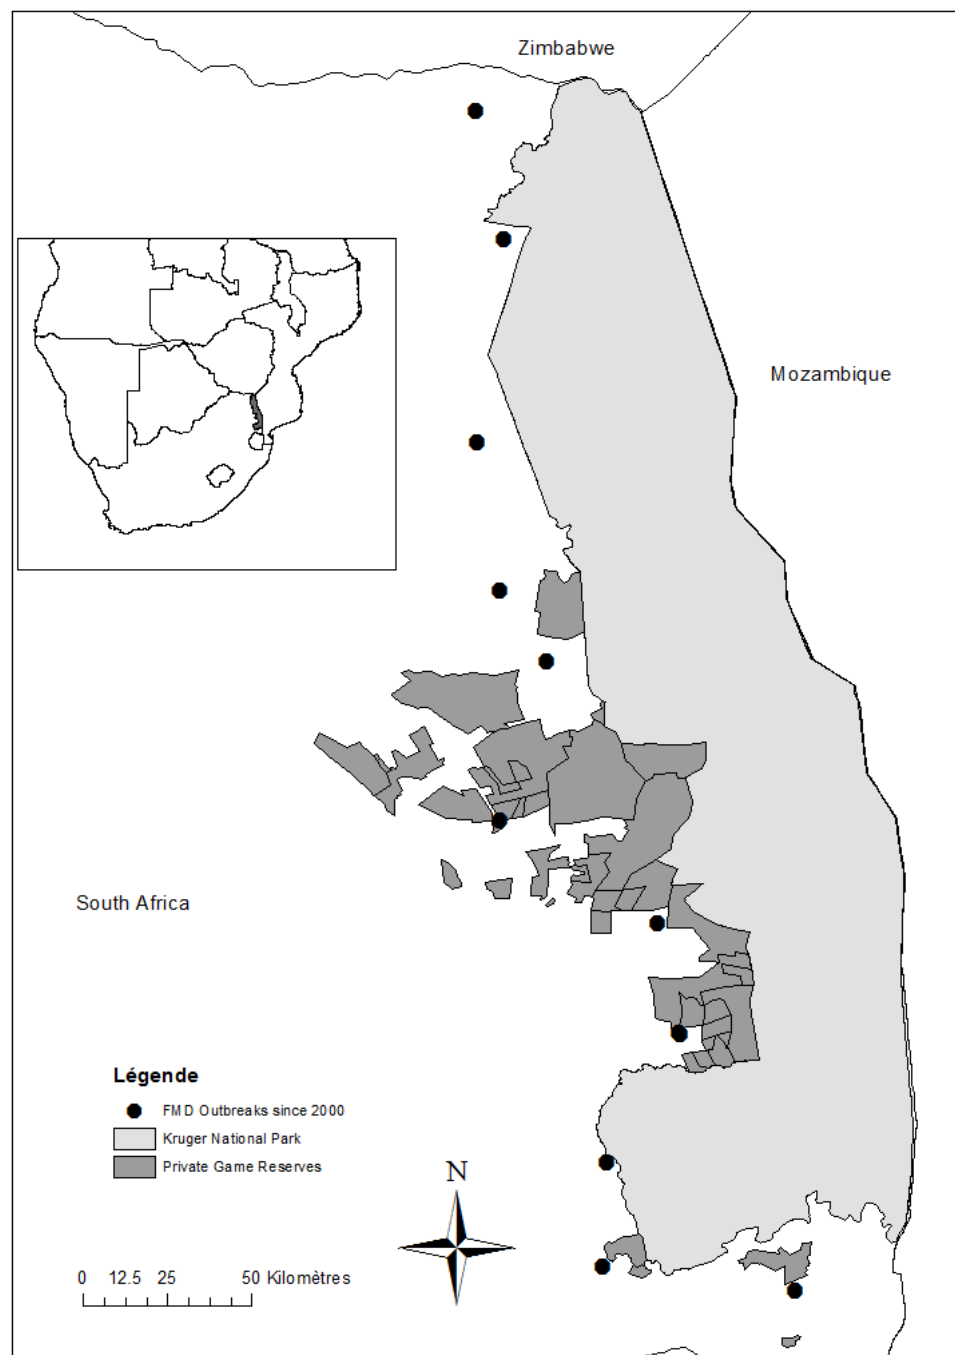 Zimbabwe
Mozambique
South Africa
Légende
FMD Outbreaks since 2000
Kruger National Park
Private Game Reserves
N
0 12.5 25 50 Kilomètres